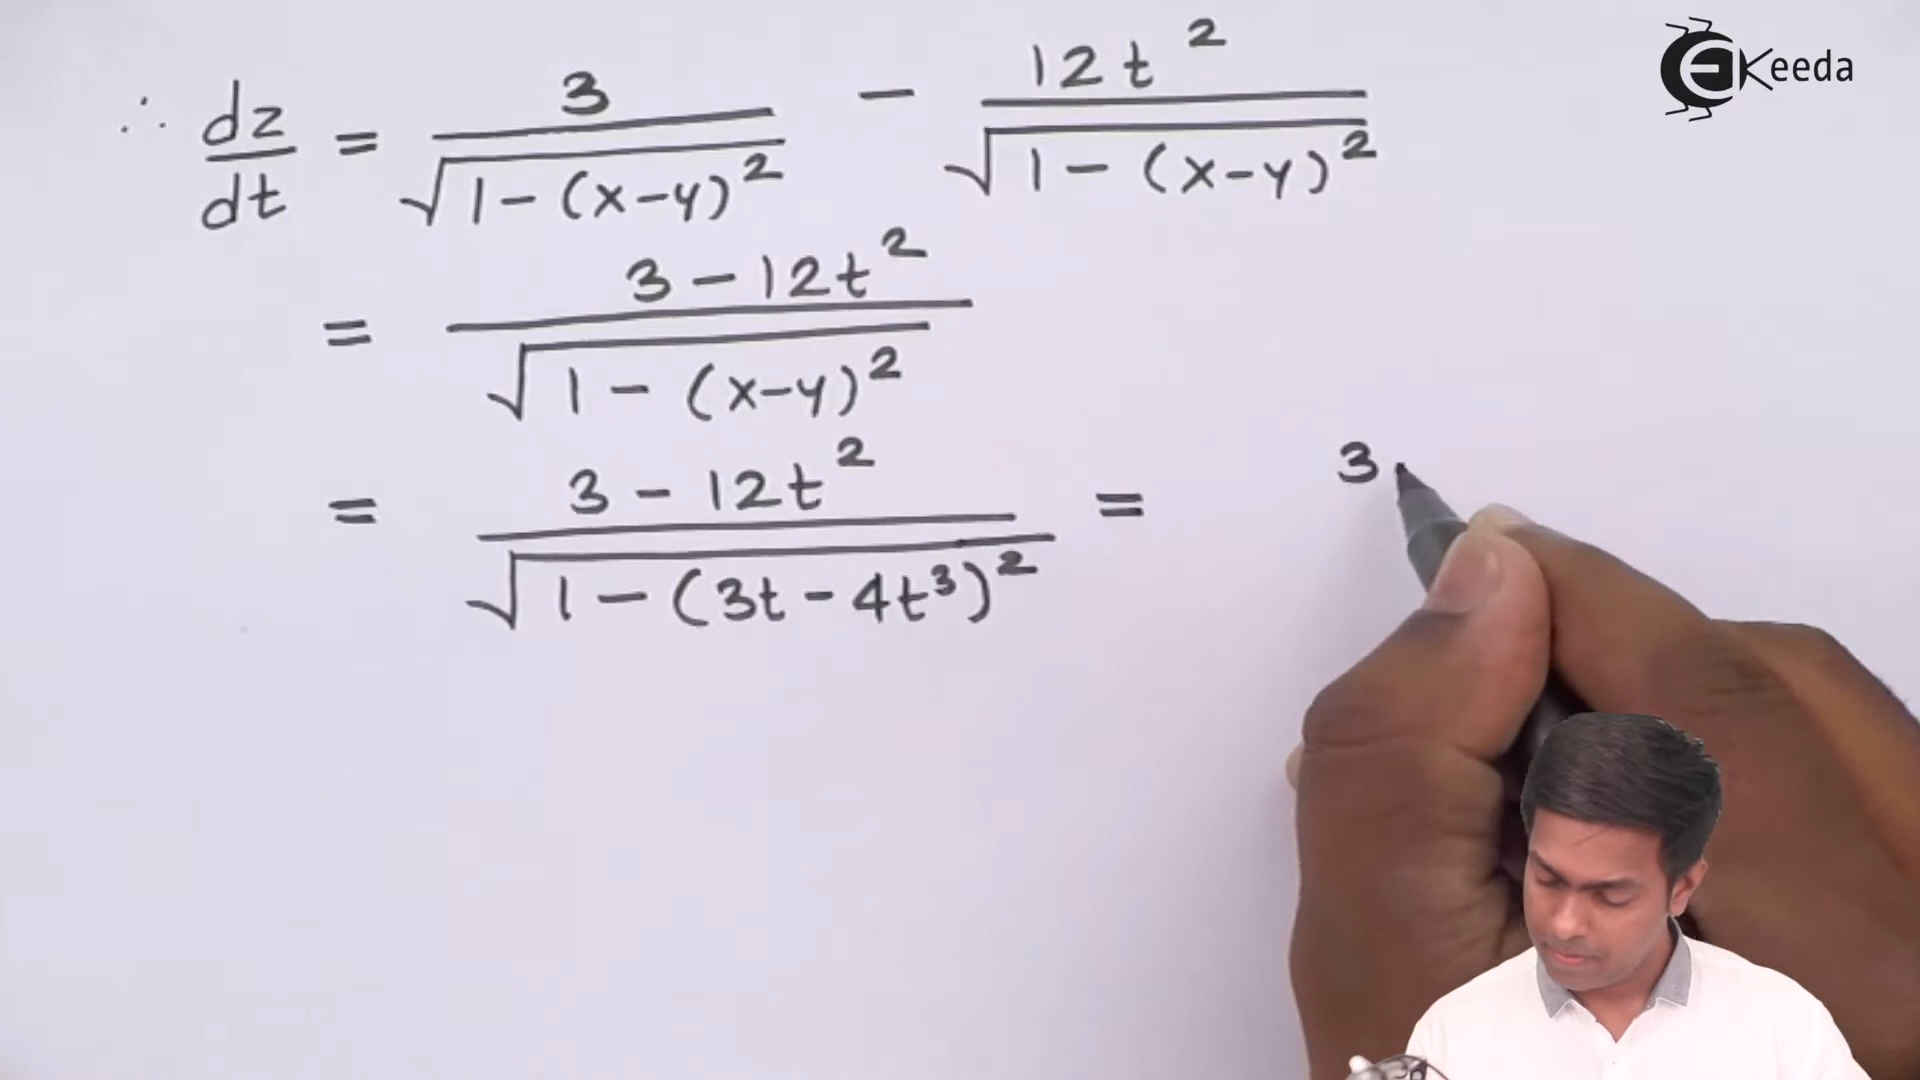 EKeeda
∴ dz/dt = 3/√(1-(x-y)²) - 12t²/√(1-(x-y)²)
= (3-12t²)/√(1-(x-y)²)
= (3-12t²)/√(1-(3t-4t³)²) = 3